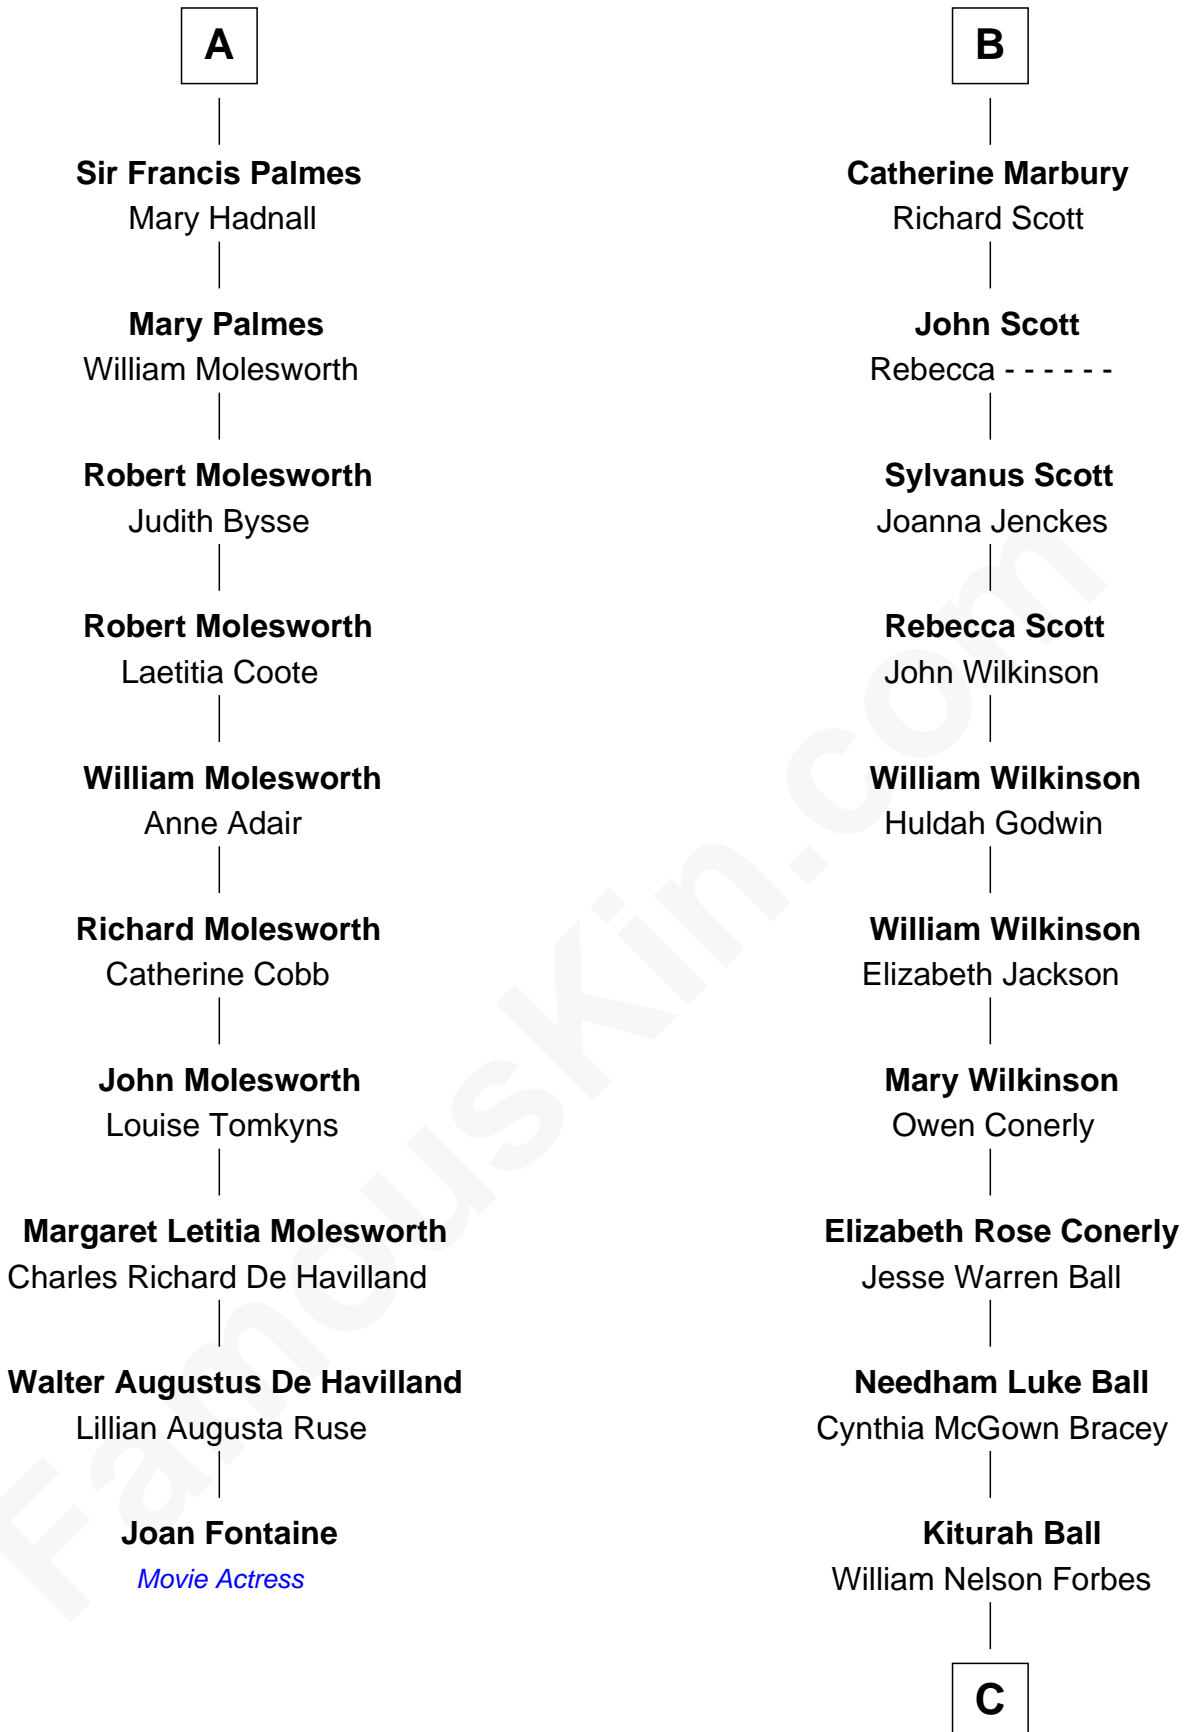 A
Sir Francis Palmes
Mary Hadnall
Mary Palmes
William Molesworth
Robert Molesworth
Judith Bysse
Robert Molesworth
Laetitia Coote
William Molesworth
Anne Adair
Richard Molesworth
Catherine Cobb
John Molesworth
Louise Tomkyns
Margaret Letitia Molesworth
Charles Richard De Havilland
Walter Augustus De Havilland
Lillian Augusta Ruse
Joan Fontaine
Movie Actress
B
Catherine Marbury
Richard Scott
John Scott
Rebecca - - - - - -
Sylvanus Scott
Joanna Jenckes
Rebecca Scott
John Wilkinson
William Wilkinson
Huldah Godwin
William Wilkinson
Elizabeth Jackson
Mary Wilkinson
Owen Conerly
Elizabeth Rose Conerly
Jesse Warren Ball
Needham Luke Ball
Cynthia McGown Bracey
Kiturah Ball
William Nelson Forbes
C
FamousKin.com